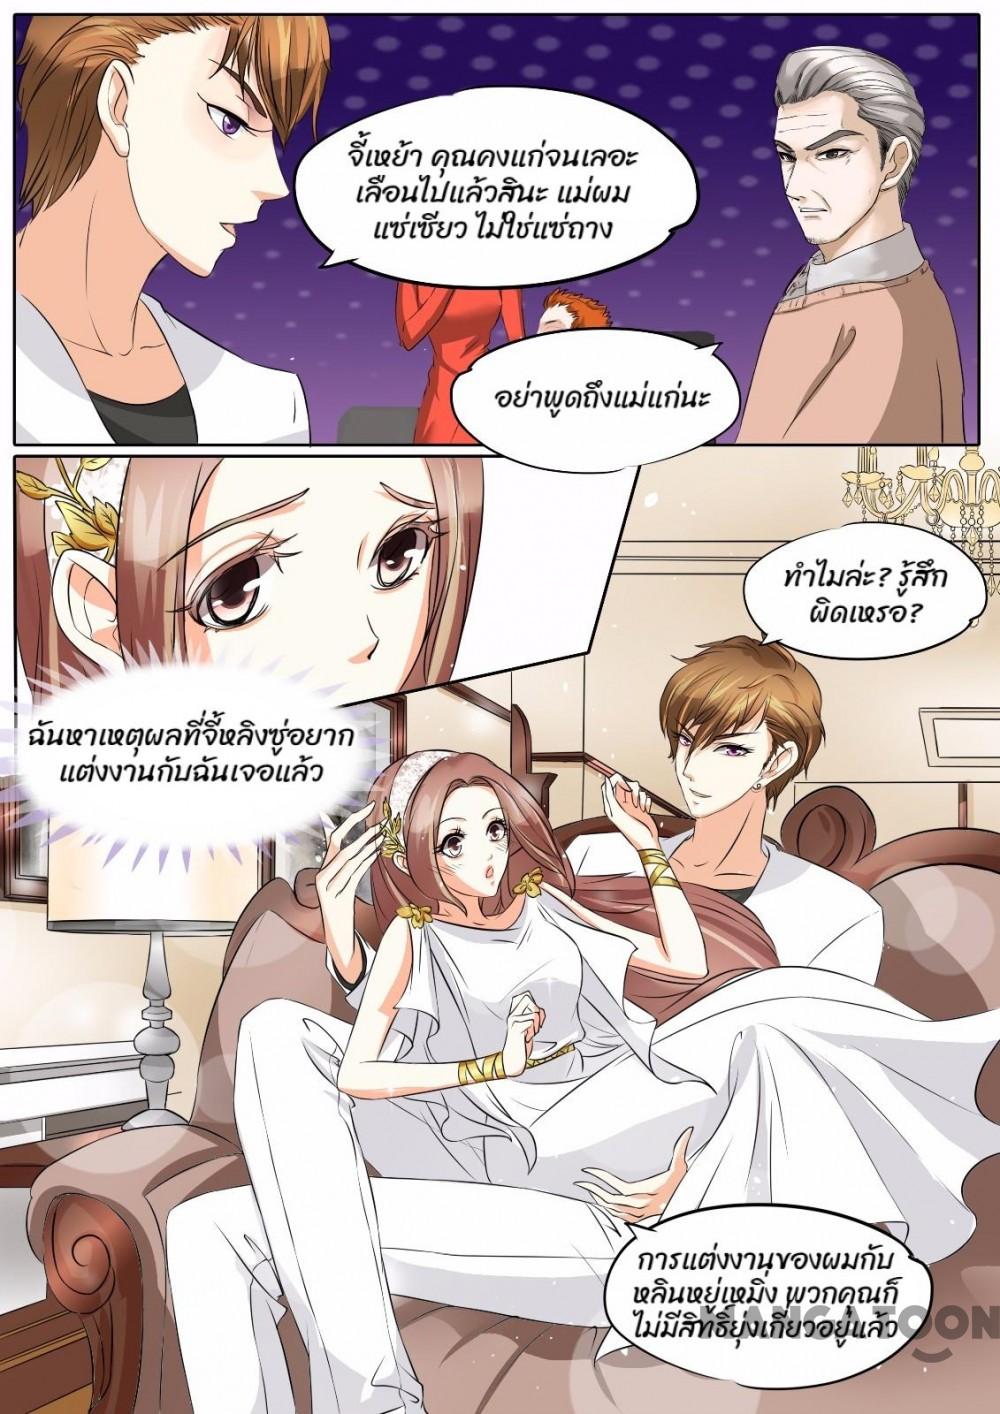 จี้เหย้า คุณคงแก่จนเลอะ
เลือนไปแล้วสินะ แม่ผม
แซ่เซียว ไม่ใช่แซ่ถาง
อย่าพูดถึงแม่แกนะ
ทำไมล่ะ? รู้สึก
ผิดเหรอ?
ฉันหาเหตุผลที่จี้หลิงซู่อยาก
แต่งงานกับฉันเจอแล้ว
การแต่งงานของผมกับ
หลินหยู่เหมิ่ง พวกคุณก็
ไม่มีสิทธิ์ยุ่งเกี่ยวอยู่แล้ว
MANGATOON